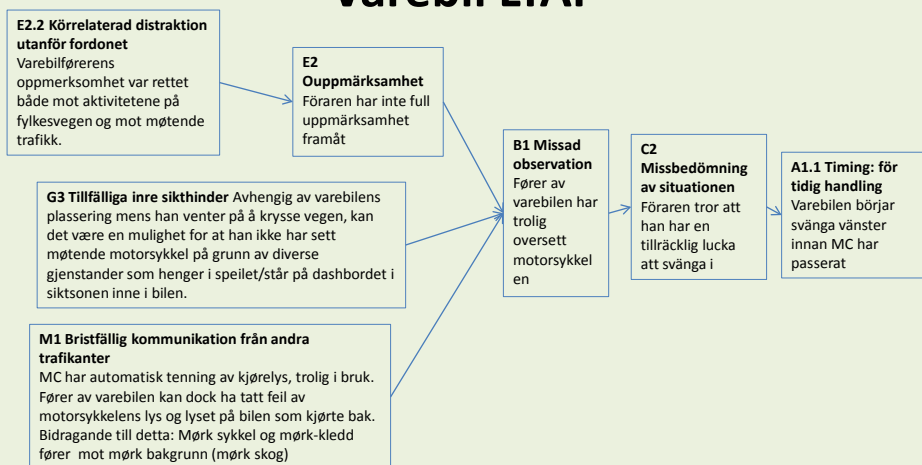 Varebil L:A:
E2.2 Körrelaterad distraktion
utanför fordonet
Varebilførerens
oppmerksomhet var rettet
både mot aktivitetene på
fylkesvegen og mot møtende
trafikk.
E2
Ouppmärksamhet
Föraren har inte full
uppmärksamhet
framåt
G3 Tillfälliga inre sikthinder Avhengig av varebilens
plassering mens han venter på å krysse vegen, kan
det være en mulighet for at han ikke har sett
møtende motorsykkel på grunn av diverse
gjenstander som henger i speilet/står på dashbordet i
siktsonen inne i bilen.
M1 Bristfällig kommunikation från andra
trafikanter
MC har automatisk tenning av kjørelys, trolig i bruk.
Fører av varebilen kan dock ha tatt feil av
motorsykkelens lys og lyset på bilen som kjørte bak.
Bidragande till detta: Mørk sykkel og mørk-kledd
fører mot mørk bakgrunn (mørk skog)
B1 Missad
observation
Fører av
varebilen har
trolig
oversett
motorsykkel
en
C2
Missbedömning
av situationen
Föraren tror att
han har en
tillräcklig lucka
att svänga i
A1.1 Timing: för
tidig handling
Varebilen börjar
svänga vänster
innan MC har
passerat